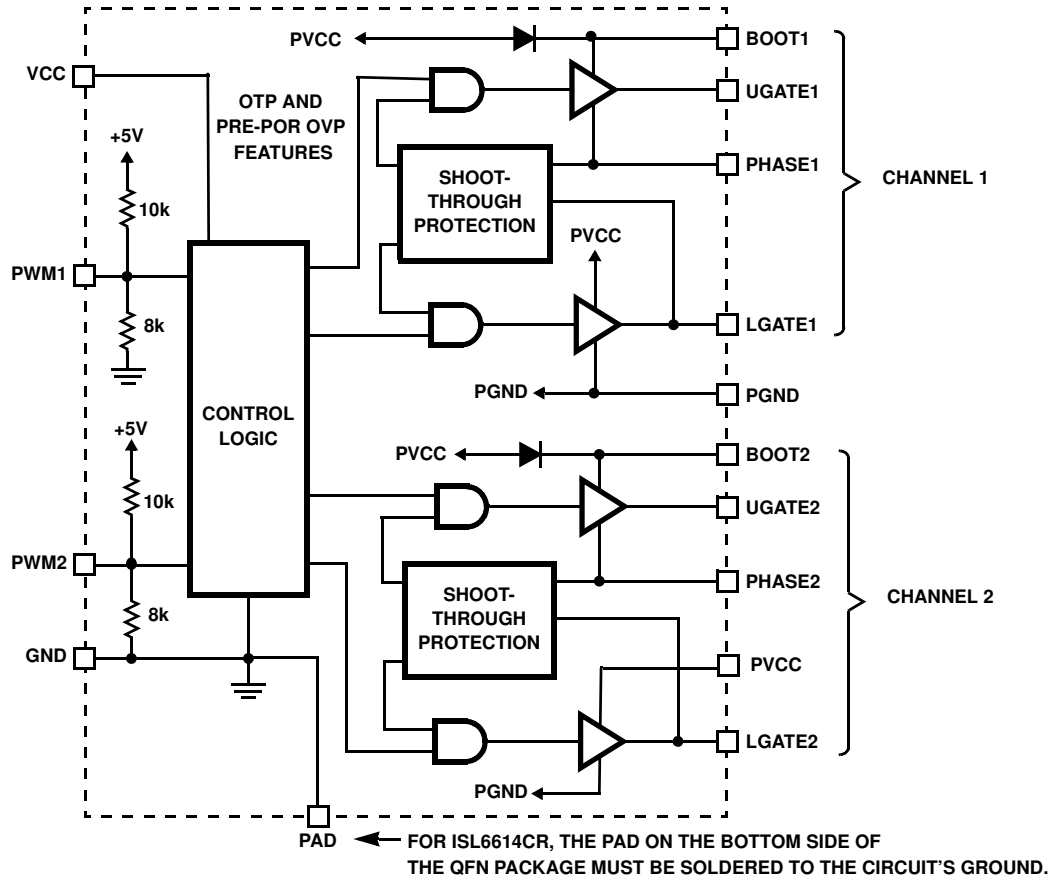 PVCC
BOOT1
VCC
UGATE1
OTP AND
PRE-POR OVP
FEATURES
+5V
10k
SHOOT-
THROUGH
PROTECTION
PHASE1
CHANNEL 1
PVCC
PWM1
8k
LGATE1
PGND
PGND
CONTROL
LOGIC
+5V
PVCC
BOOT2
10k
UGATE2
PWM2
PHASE2
SHOOT-
THROUGH
PROTECTION
CHANNEL 2
8k
GND
PVCC
LGATE2
PGND
PAD
FOR ISL6614CR, THE PAD ON THE BOTTOM SIDE OF
THE QFN PACKAGE MUST BE SOLDERED TO THE CIRCUIT'S GROUND.